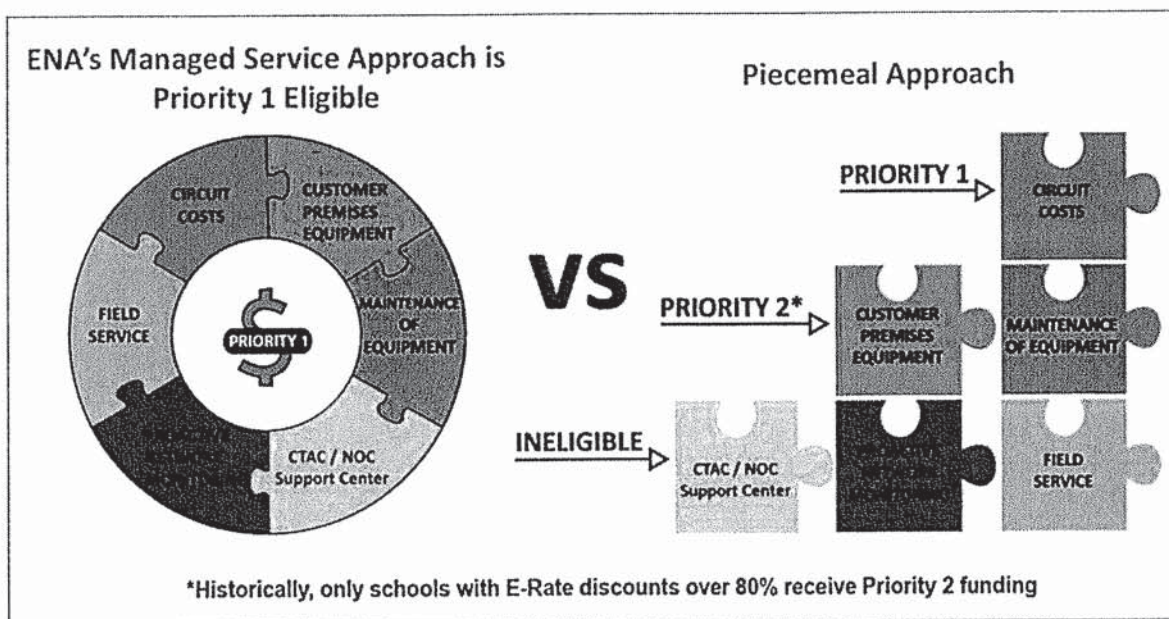 ENA's Managed Service Approach is
Priority 1 Eligible
CIRCUIT
COSTS
CUSTOMER
PREMISES
EQUIPMENT
FIELD
SERVICE
PRIORITY 1
MAINTENANCE
OF
EQUIPMENT
CTAC / NOC
Support Center
VS
Piecemeal Approach
PRIORITY 1
CIRCUIT
COSTS
PRIORITY 2*
CUSTOMER
PREMISES
EQUIPMENT
MAINTENANCE
OF EQUIPMENT
INELIGIBLE
CTAC / NOC
Support Center
FIELD
SERVICE
*Historically, only schools with E-Rate discounts over 80% receive Priority 2 funding